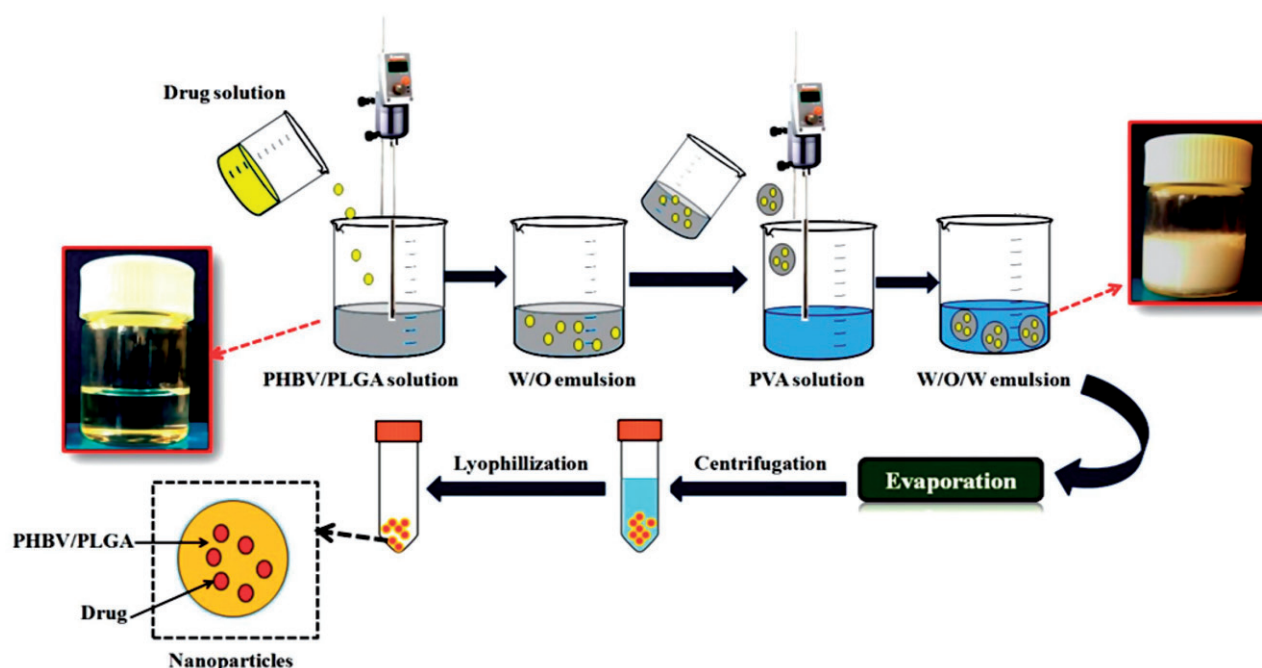 Drug solution
PHBV/PLGA solution
W/O emulsion
PVA solution
W/O/W emulsion
Lyophillization
Centrifugation
Evaporation
PHBV/PLGA
Drug
Nanoparticles